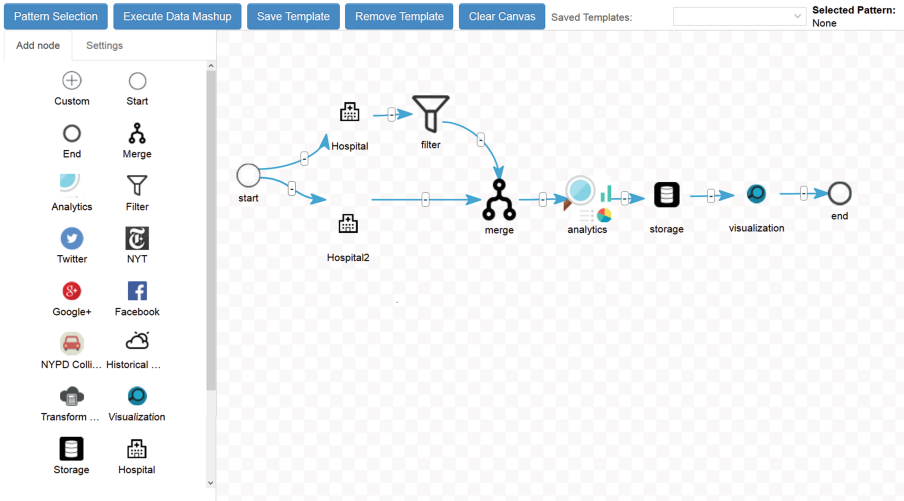 Pattern Selection Execute Data Mashup Save Template Remove Template Clear Canvas Saved Templates: Selected Pattern:
None
Add node Settings
Custom Start
End Merge
Analytics Filter
Twitter NYT
Google+ Facebook
NYPD Colli... Historical ...
Transform ... Visualization
Storage Hospital
Hospital
filter
start
Hospital2
merge
analytics
storage
visualization
end